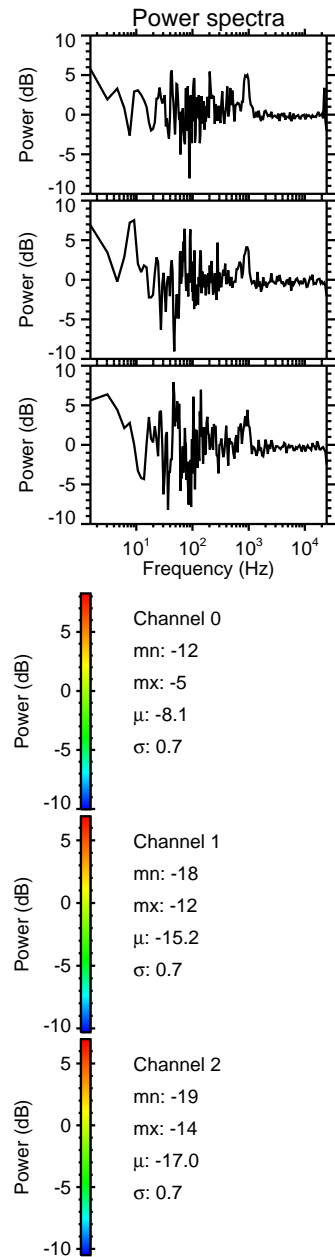 Power spectra
10
5
0
-5
-10
Power (dB)
10
5
0
-5
-10
Power (dB)
10
5
0
-5
-10
Power (dB)
10¹ 10² 10³ 10⁴
Frequency (Hz)
5
0
-5
-10
Power (dB)
Channel 0
mn: -12
mx: -5
μ: -8.1
σ: 0.7
5
0
-5
-10
Power (dB)
Channel 1
mn: -18
mx: -12
μ: -15.2
σ: 0.7
5
0
-5
-10
Power (dB)
Channel 2
mn: -19
mx: -14
μ: -17.0
σ: 0.7